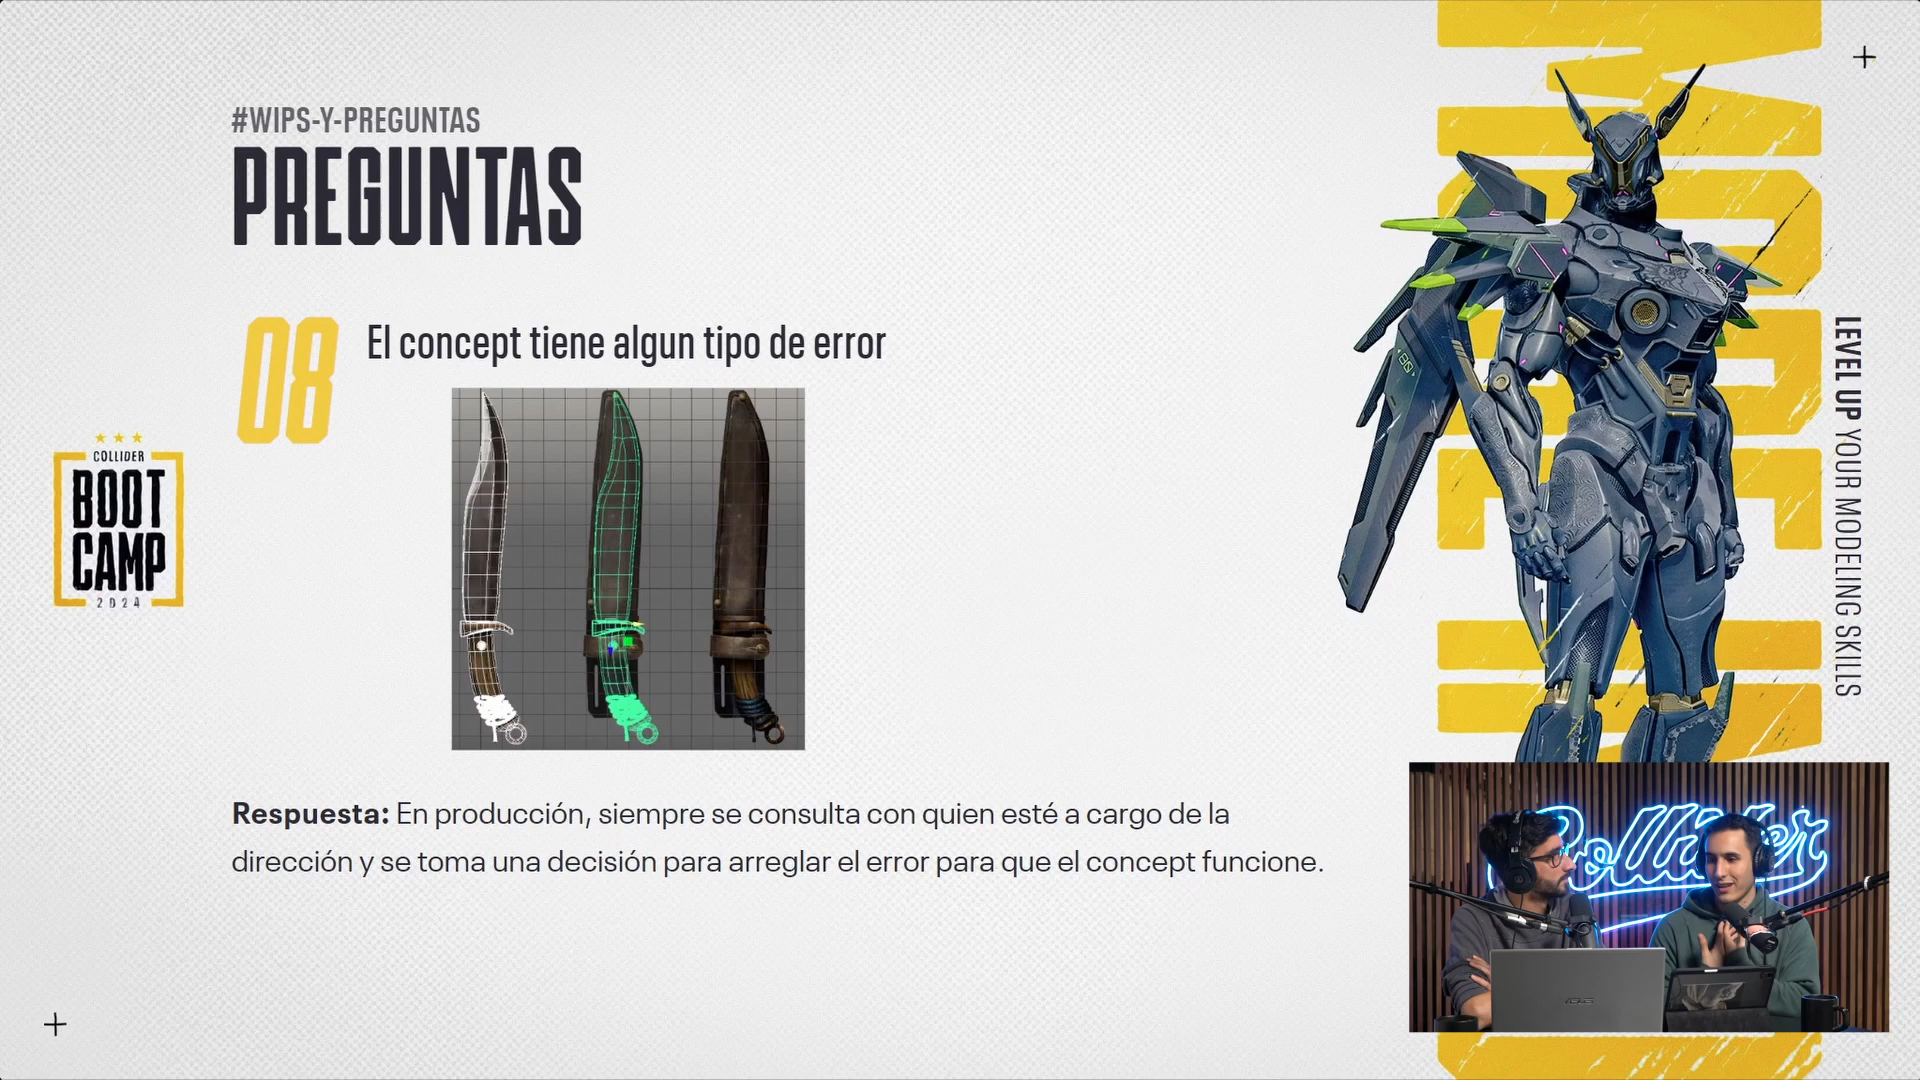 #WIPS-Y-PREGUNTAS
PREGUNTAS
08
El concept tiene algun tipo de error
COLLIDER
BOOT
CAMP
2024
Respuesta: En producción, siempre se consulta con quien esté a cargo de la
dirección y se toma una decisión para arreglar el error para que el concept funcione.
LEVEL UP YOUR MODELING SKILLS
Collider
ASUS